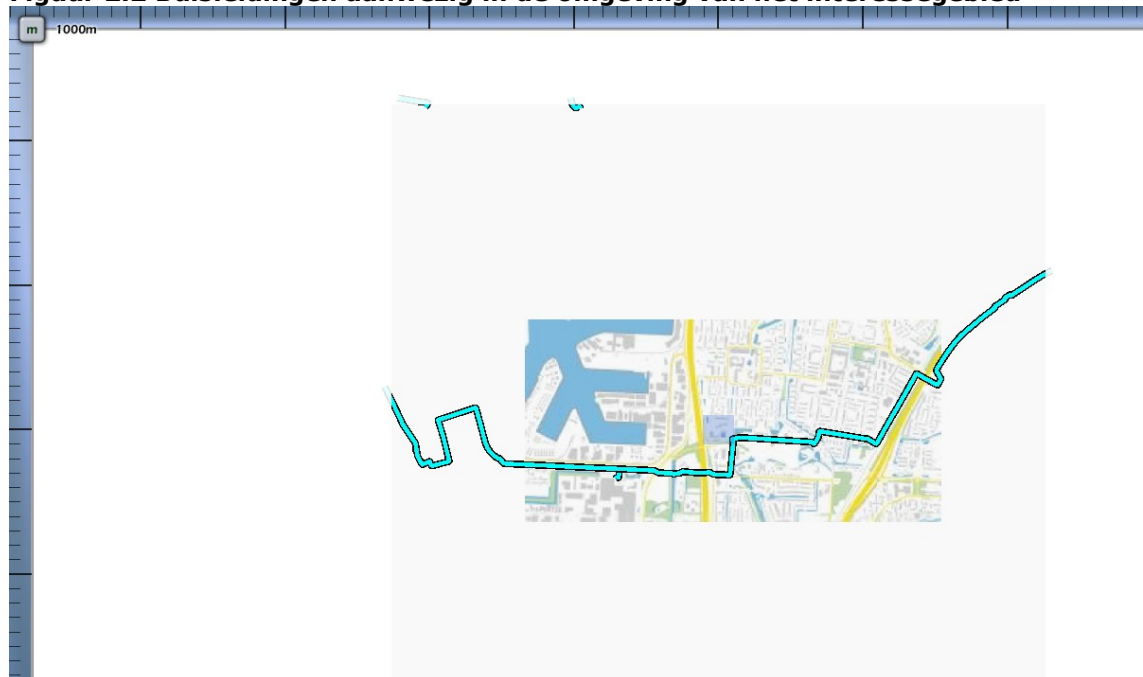 Figuur 2.2 Buisleidingen aanwezig in de omgeving van het interessegebied
m
1000m